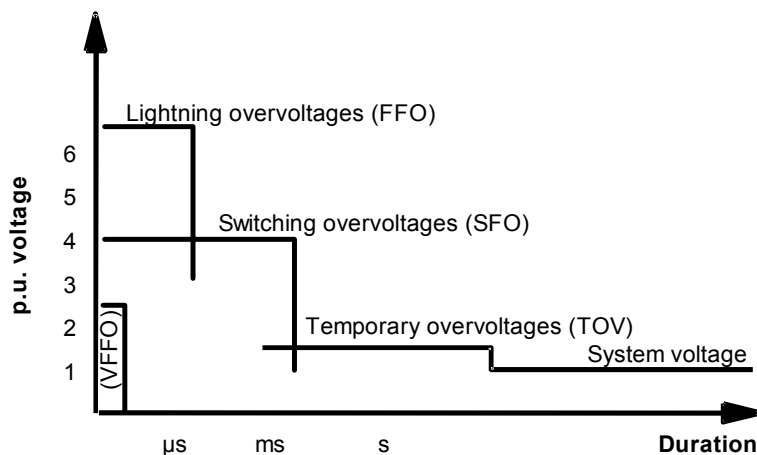 Lightning overvoltages (FFO)
6
5
Switching overvoltages (SFO)
4
p.u. voltage
3
2
Temporary overvoltages (TOV)
(VFFO)
System voltage
1
µs ms s Duration